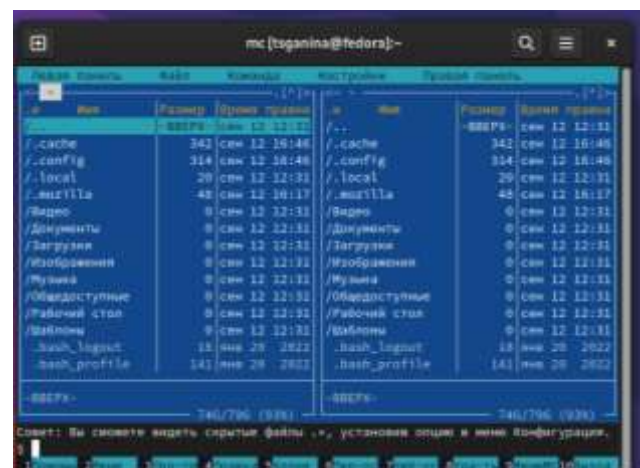 mc [tsganina@fedora]:~
Левая панель Файл Команда Настройки Правая панель
.и Имя Размер Время правки .и Имя Размер Время правки
/.. -ВВЕРХ- сен 12 12:31 /.. -ВВЕРХ- сен 12 12:31
/.cache 342 сен 12 16:46 /.cache 342 сен 12 16:46
/.config 314 сен 12 16:46 /.config 314 сен 12 16:46
/.local 20 сен 12 12:31 /.local 20 сен 12 12:31
/.mozilla 48 сен 12 16:17 /.mozilla 48 сен 12 16:17
/Видео 0 сен 12 12:31 /Видео 0 сен 12 12:31
/Документы 0 сен 12 12:31 /Документы 0 сен 12 12:31
/Загрузки 0 сен 12 12:31 /Загрузки 0 сен 12 12:31
/Изображения 0 сен 12 12:31 /Изображения 0 сен 12 12:31
/Музыка 0 сен 12 12:31 /Музыка 0 сен 12 12:31
/Общедоступные 0 сен 12 12:31 /Общедоступные 0 сен 12 12:31
/Рабочий стол 0 сен 12 12:31 /Рабочий стол 0 сен 12 12:31
/Шаблоны 0 сен 12 12:31 /Шаблоны 0 сен 12 12:31
.bash_logout 18 янв 20 2022 .bash_logout 18 янв 20 2022
.bash_profile 141 янв 20 2022 .bash_profile 141 янв 20 2022
-ВВЕРХ- -ВВЕРХ-
74G/79G (93%) 74G/79G (93%)
Совет: Вы сможете видеть скрытые файлы .*, установив опцию в меню Конфигурация.
$